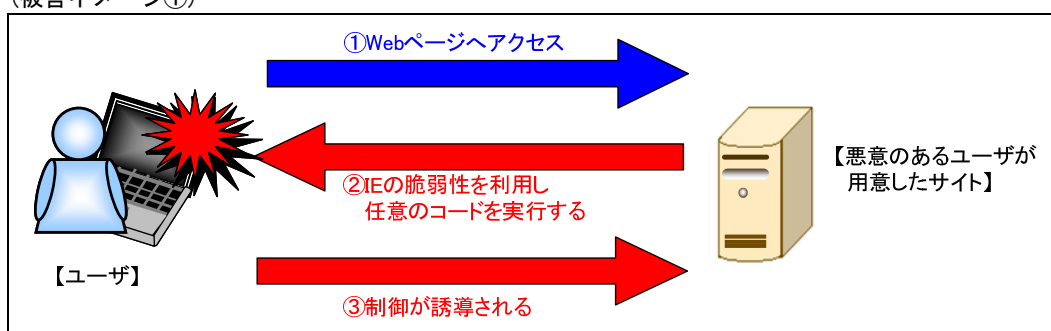 (被害イメージ①)
①Webページへアクセス
②IEの脆弱性を利用し
任意のコードを実行する
【悪意のあるユーザが
用意したサイト】
【ユーザ】
③制御が誘導される